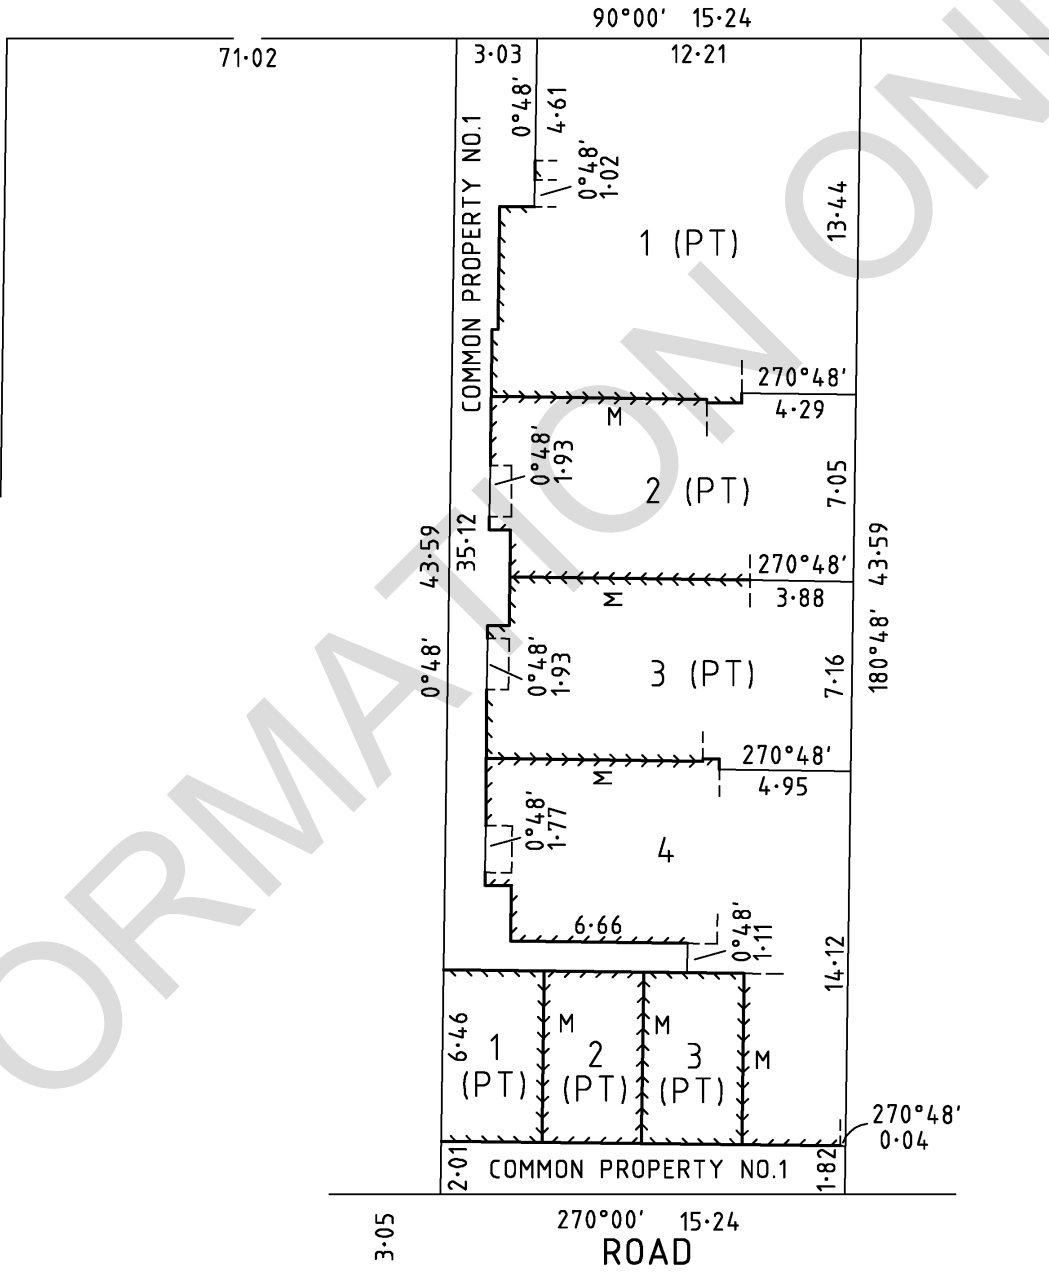 90°00' 15·24
71·02
3·03
12·21
0°48'
4·61
0°48'
1·02
COMMON PROPERTY NO.1
13·44
1 (PT)
270°48'
4·29
M
0°48'
1·93
2 (PT)
7·05
43·59
35·12
0°48'
270°48'
3·88
M
180°48' 43·59
0°48'
1·93
3 (PT)
7·16
270°48'
4·95
M
0°48'
1·77
4
6·66
0°48'
1·11
14·12
6·46
1
(PT)
M
2
(PT)
M
3
(PT)
M
270°48'
0·04
2·01
COMMON PROPERTY NO.1
1·82
3·05
270°00' 15·24
ROAD
ORMATION ON